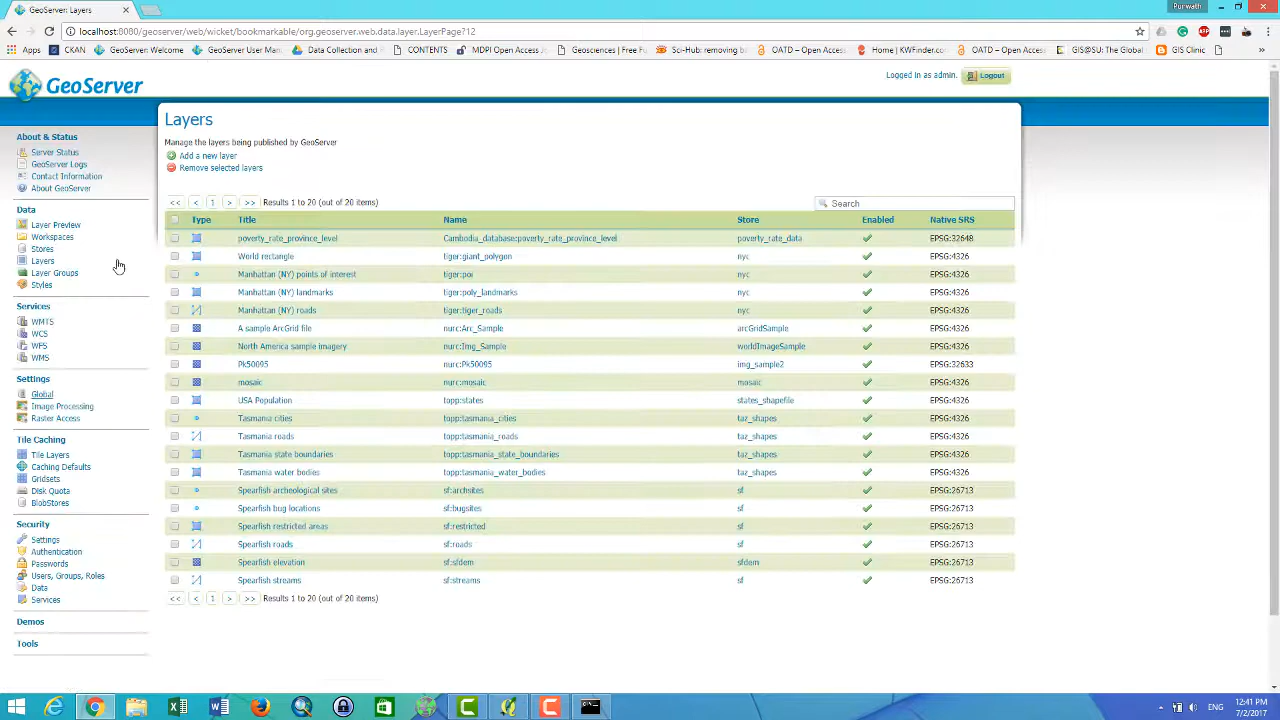 GeoServer: Layers
Purwath
localhost:8080/geoserver/web/wicket/bookmarkable/org.geoserver.web.data.layer.LayerPage?12
Apps CKAN GeoServer Welcome GeoServer User Man Data Collection and CONTENTS MDPI Open Access Geosciences | Free Fu Sci-Hub: removing ba OATD – Open Access Home | KWFinder.com OATD – Open Access GIS@SU: The Global GIS Clinic »
GeoServer
Logged in as admin. Logout
About & Status
Server Status
GeoServer Logs
Contact Information
About GeoServer
Data
Layer Preview
Workspaces
Stores
Layers
Layer Groups
Styles
Services
WMTS
WCS
WFS
WMS
Settings
Global
Image Processing
Raster Access
Tile Caching
Tile Layers
Caching Defaults
Gridsets
Disk Quota
BlobStores
Security
Settings
Authentication
Passwords
Users, Groups, Roles
Data
Services
Demos
Tools
Layers
Manage the layers being published by GeoServer
Add a new layer
Remove selected layers
<< < 1 > >> Results 1 to 20 (out of 20 items) Search
Type Title Name Store Enabled Native SRS
poverty_rate_province_level Cambodia_database:poverty_rate_province_level poverty_rate_data EPSG:32648
World rectangle tiger:giant_polygon nyc EPSG:4326
Manhattan (NY) points of interest tiger:poi nyc EPSG:4326
Manhattan (NY) landmarks tiger:poly_landmarks nyc EPSG:4326
Manhattan (NY) roads tiger:tiger_roads nyc EPSG:4326
A sample ArcGrid file nurc:Arc_Sample arcGridSample EPSG:4326
North America sample imagery nurc:Img_Sample worldImageSample EPSG:4326
Pk50095 nurc:Pk50095 img_sample2 EPSG:32633
mosaic nurc:mosaic mosaic EPSG:4326
USA Population topp:states states_shapefile EPSG:4326
Tasmania cities topp:tasmania_cities taz_shapes EPSG:4326
Tasmania roads topp:tasmania_roads taz_shapes EPSG:4326
Tasmania state boundaries topp:tasmania_state_boundaries taz_shapes EPSG:4326
Tasmania water bodies topp:tasmania_water_bodies taz_shapes EPSG:4326
Spearfish archeological sites sf:archsites sf EPSG:26713
Spearfish bug locations sf:bugsites sf EPSG:26713
Spearfish restricted areas sf:restricted sf EPSG:26713
Spearfish roads sf:roads sf EPSG:26713
Spearfish elevation sf:sfdem sfdem EPSG:26713
Spearfish streams sf:streams sf EPSG:26713
<< < 1 > >> Results 1 to 20 (out of 20 items)
ENG
12:41 PM
7/2/2017